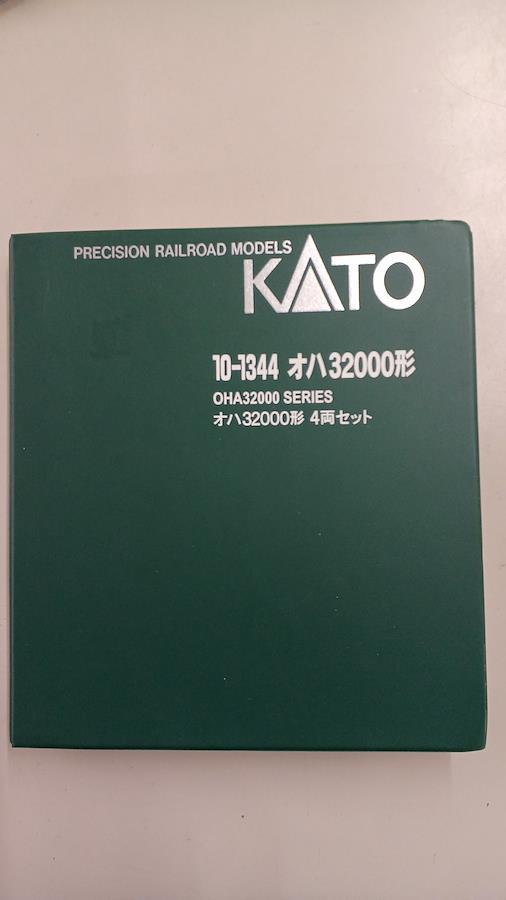 PRECISION RAILROAD MODELS
KATO
10-1344 オハ32000形
OHA32000 SERIES
オハ32000形 4両セット